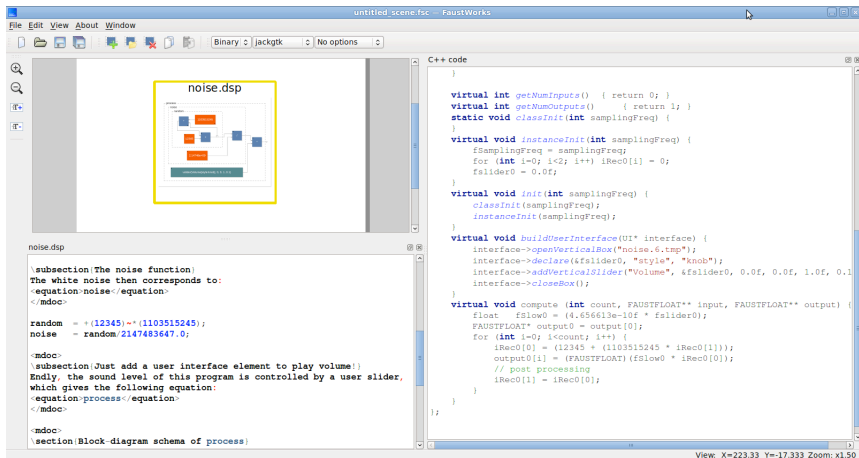 untitled_scene.fsc - FaustWorks
File Edit View About Window
Binary jackgtk No options
noise.dsp
noise.dsp
\subsection{The noise function}
The white noise then corresponds to:
<equation>noise</equation>
</mdoc>
random = +(12345)~*(1103515245);
noise = random/2147483647.0;
<mdoc>
\subsection{Just add a user interface element to play volume!}
Endly, the sound level of this program is controlled by a user slider,
which gives the following equation:
<equation>process</equation>
</mdoc>
<mdoc>
\section{Block-diagram schema of process}
C++ code
}
virtual int getNumInputs() { return 0; }
virtual int getNumOutputs() { return 1; }
static void classInit(int samplingFreq) {
}
virtual void instanceInit(int samplingFreq) {
fSamplingFreq = samplingFreq;
for (int i=0; i<2; i++) iRec0[i] = 0;
fslider0 = 0.0f;
}
virtual void init(int samplingFreq) {
classInit(samplingFreq);
instanceInit(samplingFreq);
}
virtual void buildUserInterface(UI* interface) {
interface->openVerticalBox("noise.6.tmp");
interface->declare(&fslider0, "style", "knob");
interface->addVerticalSlider("Volume", &fslider0, 0.0f, 0.0f, 1.0f, 0.1
interface->closeBox();
}
virtual void compute (int count, FAUSTFLOAT** input, FAUSTFLOAT** output) {
float fSlow0 = (4.656613e-10f * fslider0);
FAUSTFLOAT* output0 = output[0];
for (int i=0; i<count; i++) {
iRec0[0] = (12345 + (1103515245 * iRec0[1]));
output0[i] = (FAUSTFLOAT)(fSlow0 * iRec0[0]);
// post processing
iRec0[1] = iRec0[0];
}
}
};
View: X=223.33 Y=-17.333 Zoom: x1.50